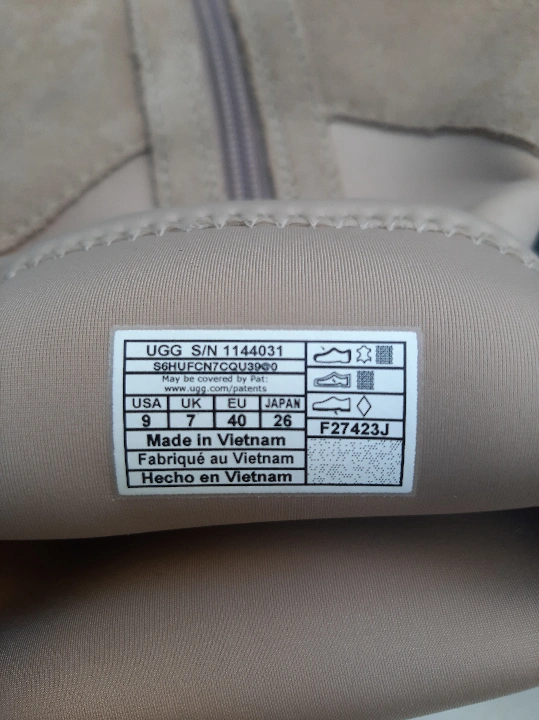 UGG S/N 1144031
S6HUFCN7CQU39@0
May be covered by Pat:
www.ugg.com/patents
USA UK EU JAPAN
9 7 40 26
Made in Vietnam
Fabriqué au Vietnam
Hecho en Vietnam
F27423J